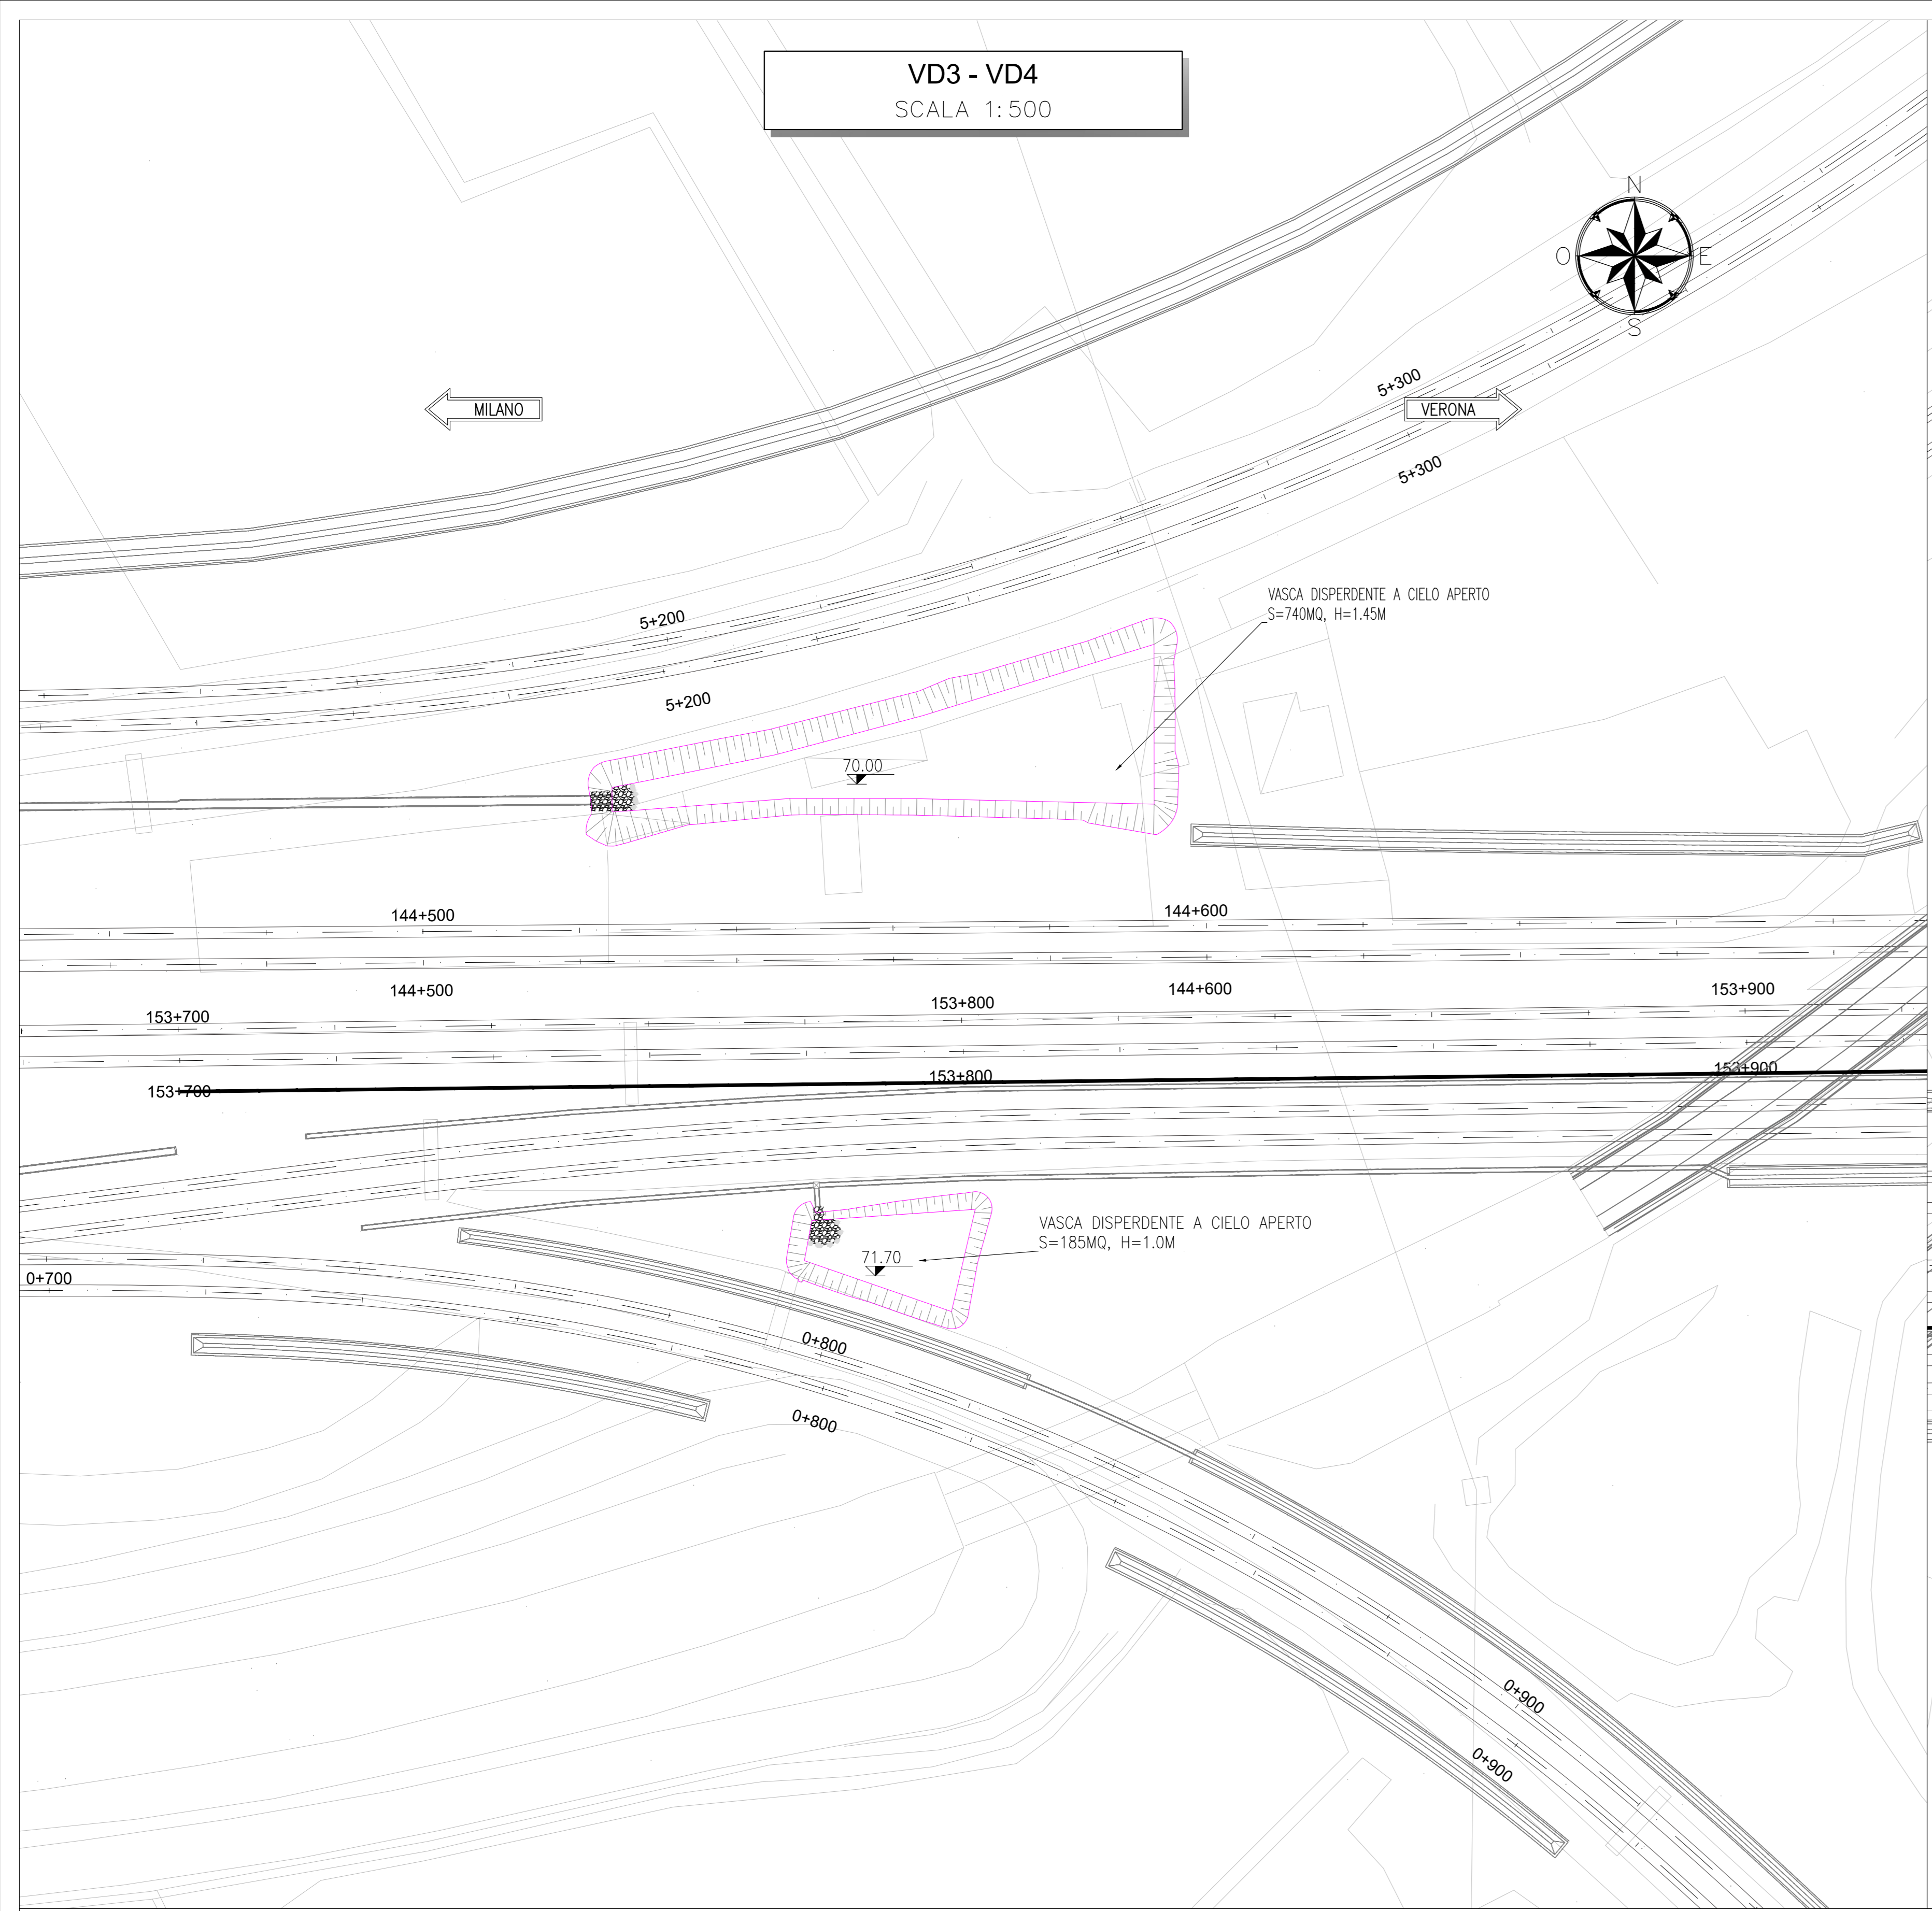 VD3 - VD4
SCALA 1:500
N
O
E
S
5+300
MILANO
VERONA
5+300
VASCA DISPERDENTE A CIELO APERTO
S=740MQ, H=1.45M
5+200
5+200
70.00
144+500
144+600
144+500
144+600
153+900
153+800
153+700
153+900
153+800
153+700
VASCA DISPERDENTE A CIELO APERTO
S=185MQ, H=1.0M
71.70
0+700
0+800
0+800
0+900
0+900